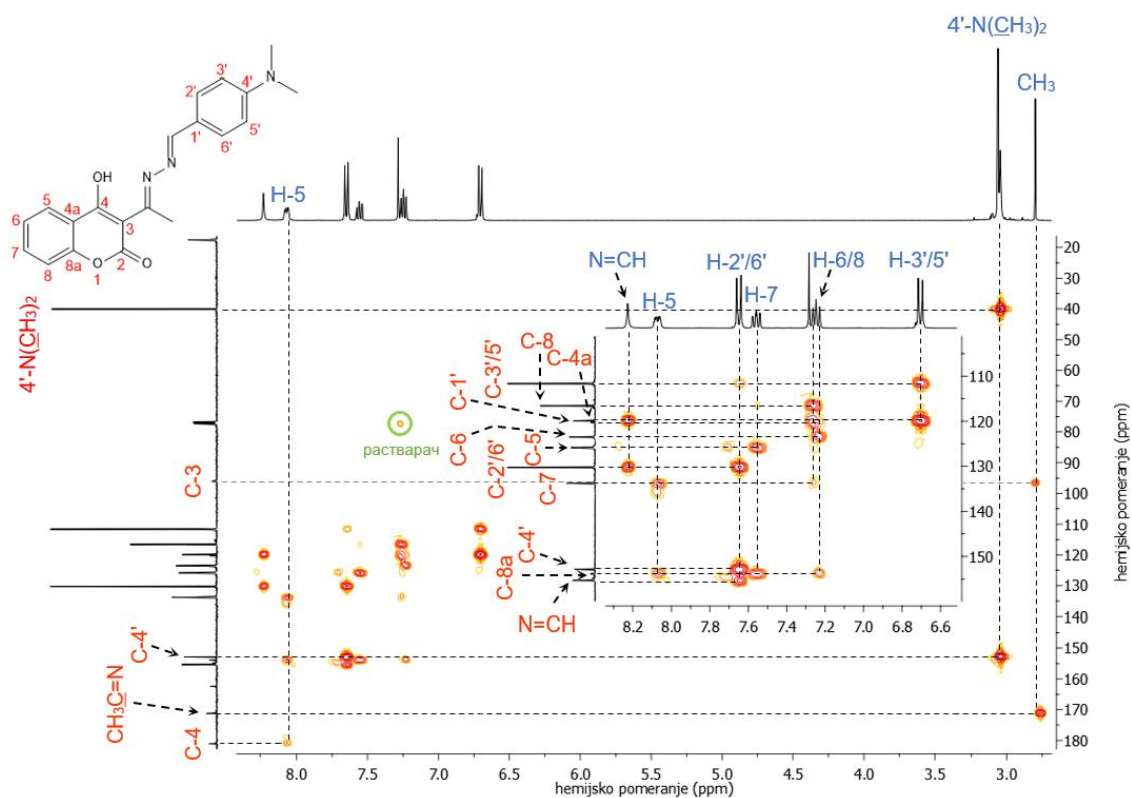 4'-N(CH₃)₂
CH₃
H-5
3'
2'
4'
1'
5'
6'
N
N
N
OH
5
4
4a
6
3
7
8a
2
8
O
1
O
N=CH
H-5
H-2'/6'
H-7
H-6/8
H-3'/5'
4'-N(CH₃)₂
C-3
C-4'
CH₃C=N
C-4
растварач
C-8
C-4a
C-3'/5'
C-1'
C-6
C-5
C-2'/6'
C-7
C-4'
C-8a
N=CH
110
120
130
140
150
8.2 8.0 7.8 7.6 7.4 7.2 7.0 6.8 6.6
20
30
40
50
60
70
80
90
100
110
120
130
140
150
160
170
180
hemijsko pomeranje (ppm)
8.0 7.5 7.0 6.5 6.0 5.5 5.0 4.5 4.0 3.5 3.0
hemijsko pomeranje (ppm)